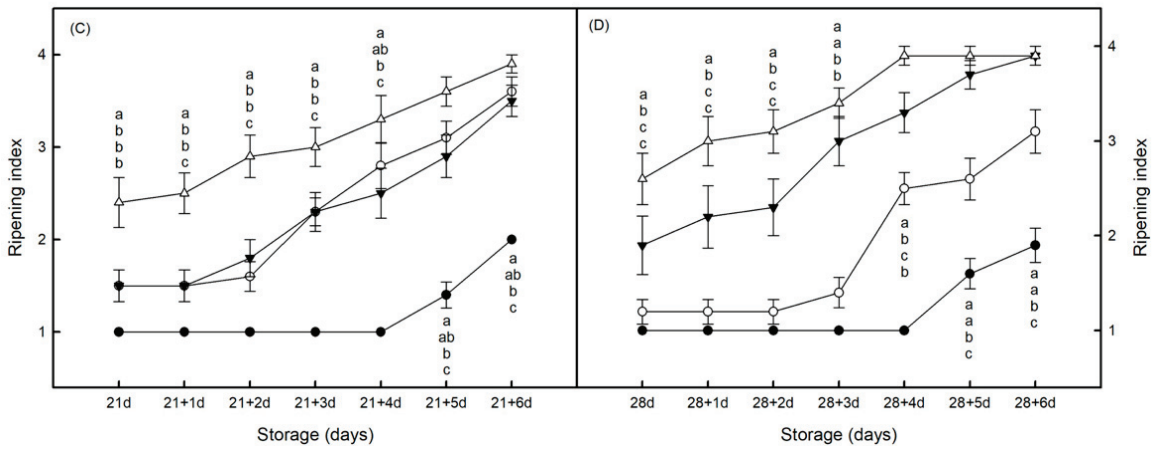 (C)
Ripening index
4
3
2
1
a
b
b
b
a
b
b
c
a
b
b
c
a
b
b
c
a
ab
b
c
a
ab
b
c
a
ab
b
c
21d
21+1d
21+2d
21+3d
21+4d
21+5d
21+6d
Storage (days)
(D)
a
b
c
c
a
b
c
c
a
b
c
c
a
a
b
b
a
b
c
b
a
a
b
c
a
a
b
c
28d
28+1d
28+2d
28+3d
28+4d
28+5d
28+6d
Storage (days)
4
3
2
1
Ripening index